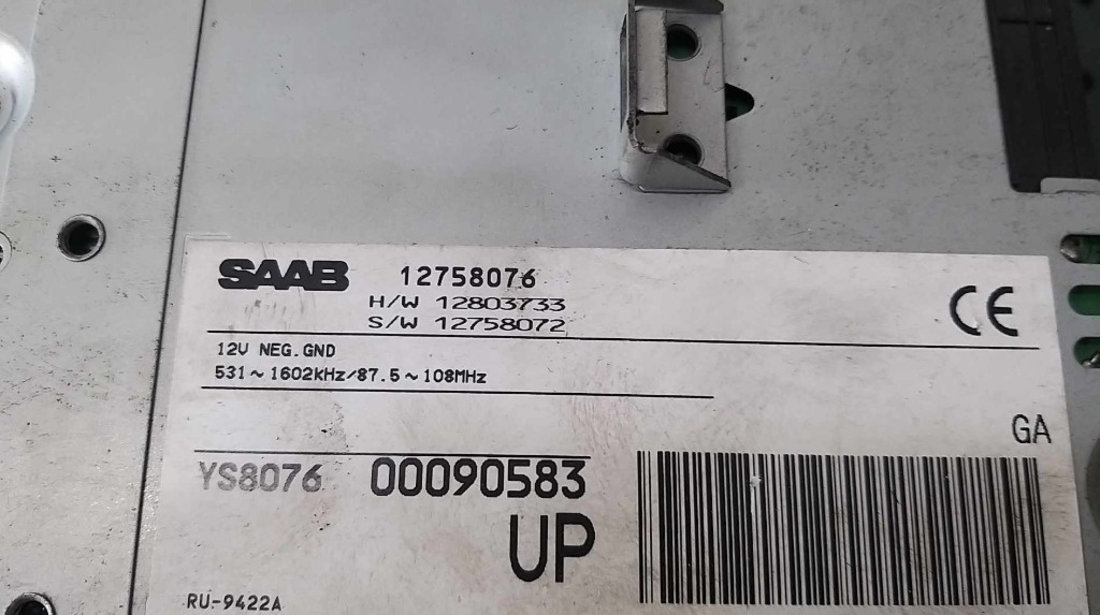 SAAB 12758076
H/W 12803733
S/W 12758072
CE
12V NEG.GND
531~1602KHz/87.5~108MHz
GA
YS8076 00090583
UP
RU-9422A